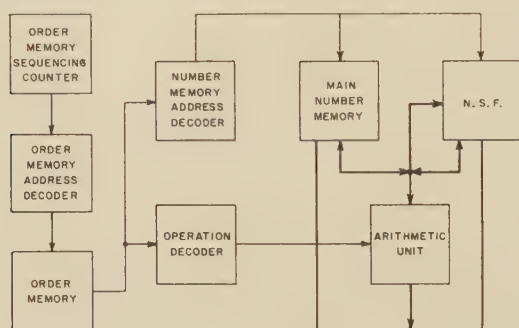 ORDER
MEMORY
SEQUENCING
COUNTER
NUMBER
MEMORY
ADDRESS
DECODER
MAIN
NUMBER
MEMORY
N. S. F.
ORDER
MEMORY
ADDRESS
DECODER
OPERATION
DECODER
ARITHMETIC
UNIT
ORDER
MEMORY